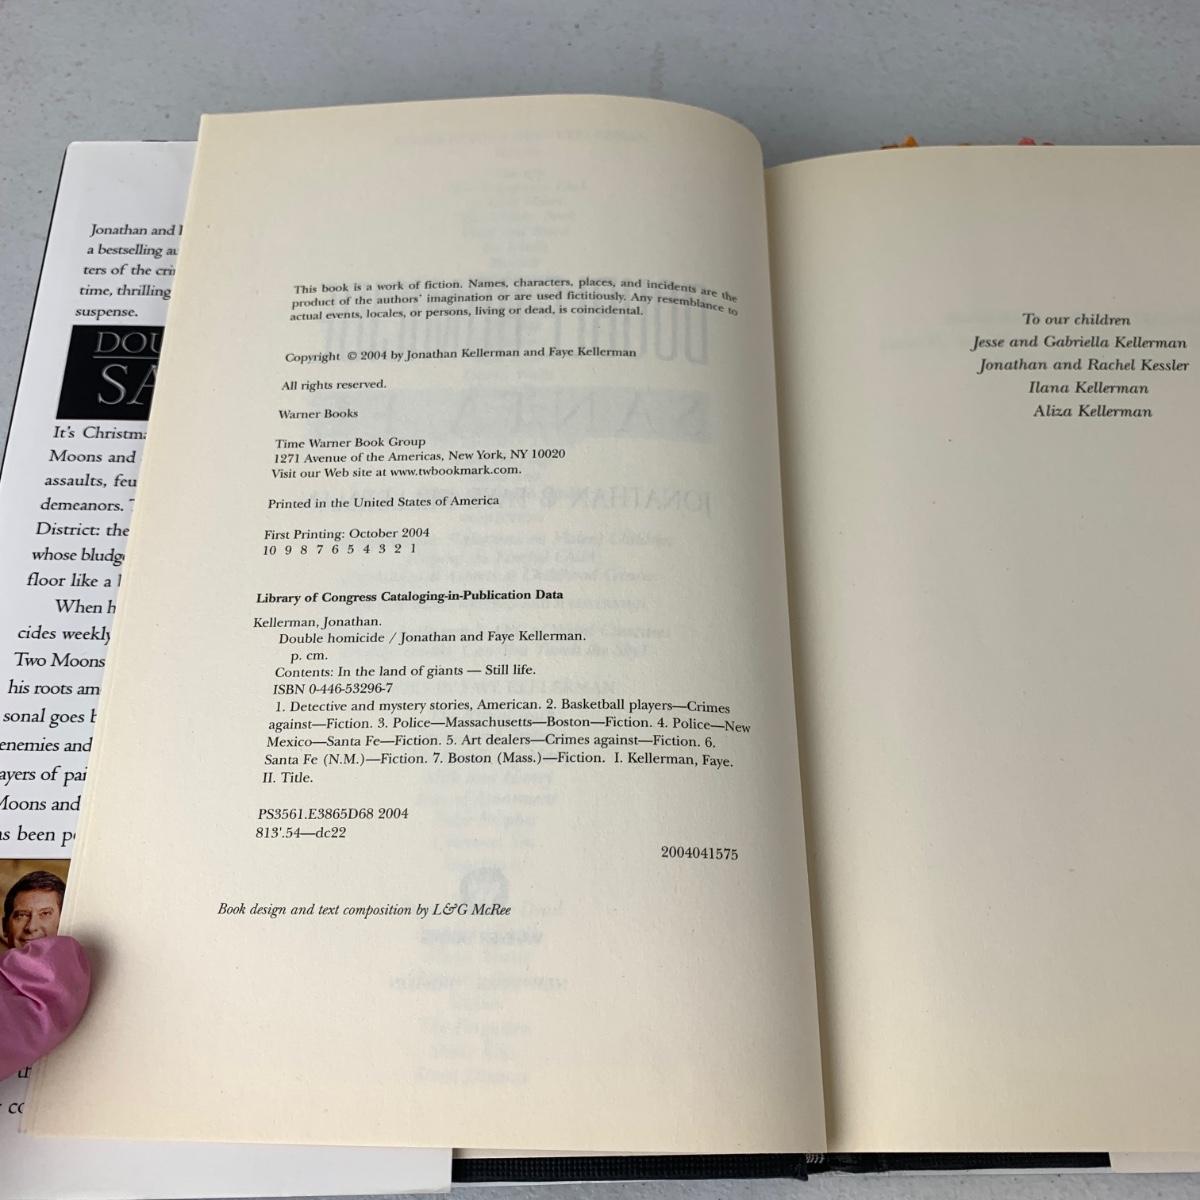 Jonathan and
a bestselling
ters of the
time, thrilling
suspense.
It's
Moons and
assaults,
demeanors.
District: the
whose
floor like a
When
cides weekly
Two Moons
his roots
sonal goes
enemies and
of
Moons and
been
This book is a work of fiction. Names, characters, places, and incidents are the
product of the authors' imagination or are used fictitiously. Any resemblance to
actual events, locales, or persons, living or dead, is coincidental.
Copyright © 2004 by Jonathan Kellerman and Faye Kellerman
All rights reserved.
Warner Books
Time Warner Book Group
1271 Avenue of the Americas, New York, NY 10020
Visit our Web site at www.twbookmark.com.
Printed in the United States of America
First Printing: October 2004
10 9 8 7 6 5 4 3 2 1
Library of Congress Cataloging-in-Publication Data
Kellerman, Jonathan.
Double homicide / Jonathan and Faye Kellerman.
p. cm.
Contents: In the land of giants — Still life.
ISBN 0-446-53296-7
1. Detective and mystery stories, American. 2. Basketball players—Crimes
against—Fiction. 3. Police—Massachusetts—Boston—Fiction. 4. Police—New
Mexico—Santa Fe—Fiction. 5. Art dealers—Crimes against—Fiction. 6.
Santa Fe (N.M.)—Fiction. 7. Boston (Mass.)—Fiction. I. Kellerman, Faye.
II. Title.
PS3561.E3865D68 2004
813'.54—dc22
2004041575
Book design and text composition by L&G McRee
To our children
Jesse and Gabriella Kellerman
Jonathan and Rachel Kessler
Ilana Kellerman
Aliza Kellerman